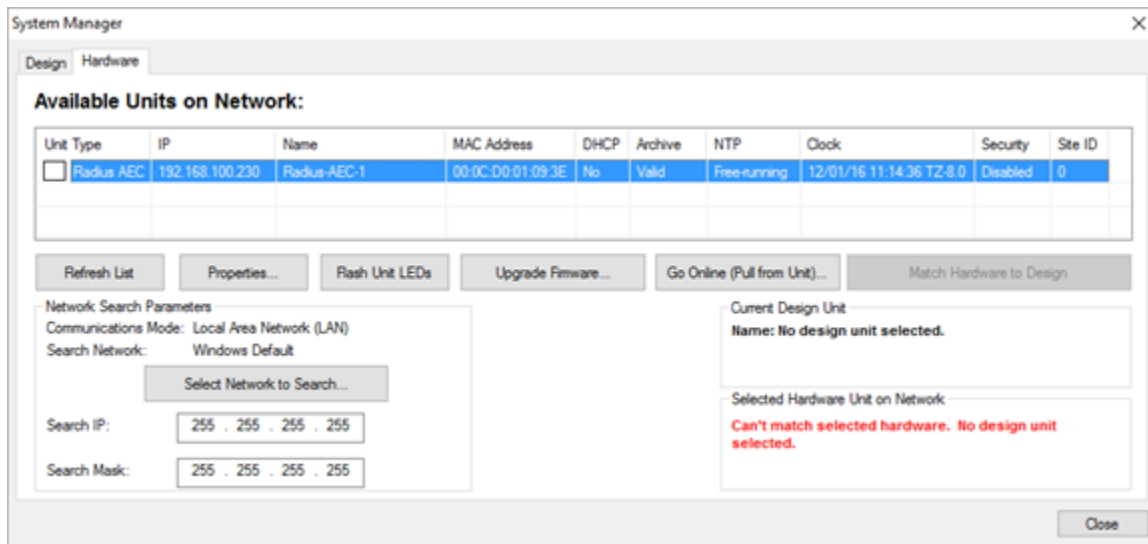 System Manager
Design Hardware
Available Units on Network:
Unit Type IP Name MAC Address DHCP Archive NTP Clock Security Site ID
Radius AEC 192.168.100.230 Radius-AEC-1 00:0C:D0:01:09:3E No Valid Free-running 12/01/16 11:14:36 TZ-8.0 Disabled 0
Refresh List Properties... Flash Unit LEDs Upgrade Firmware... Go Online (Pull from Unit)... Match Hardware to Design
Network Search Parameters
Communications Mode: Local Area Network (LAN)
Search Network: Windows Default
Select Network to Search...
Search IP: 255 . 255 . 255 . 255
Search Mask: 255 . 255 . 255 . 255
Current Design Unit
Name: No design unit selected.
Selected Hardware Unit on Network
Can't match selected hardware. No design unit
selected.
Close